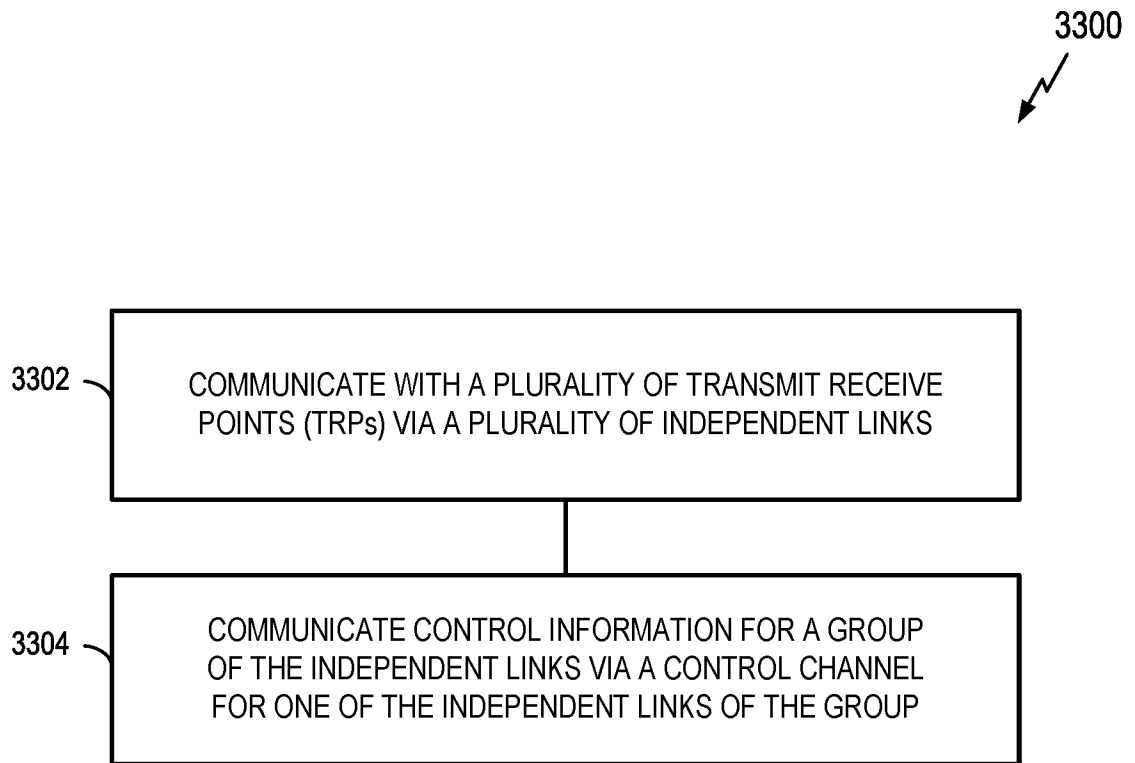 3300
3302
COMMUNICATE WITH A PLURALITY OF TRANSMIT RECEIVE
POINTS (TRPs) VIA A PLURALITY OF INDEPENDENT LINKS
3304
COMMUNICATE CONTROL INFORMATION FOR A GROUP
OF THE INDEPENDENT LINKS VIA A CONTROL CHANNEL
FOR ONE OF THE INDEPENDENT LINKS OF THE GROUP